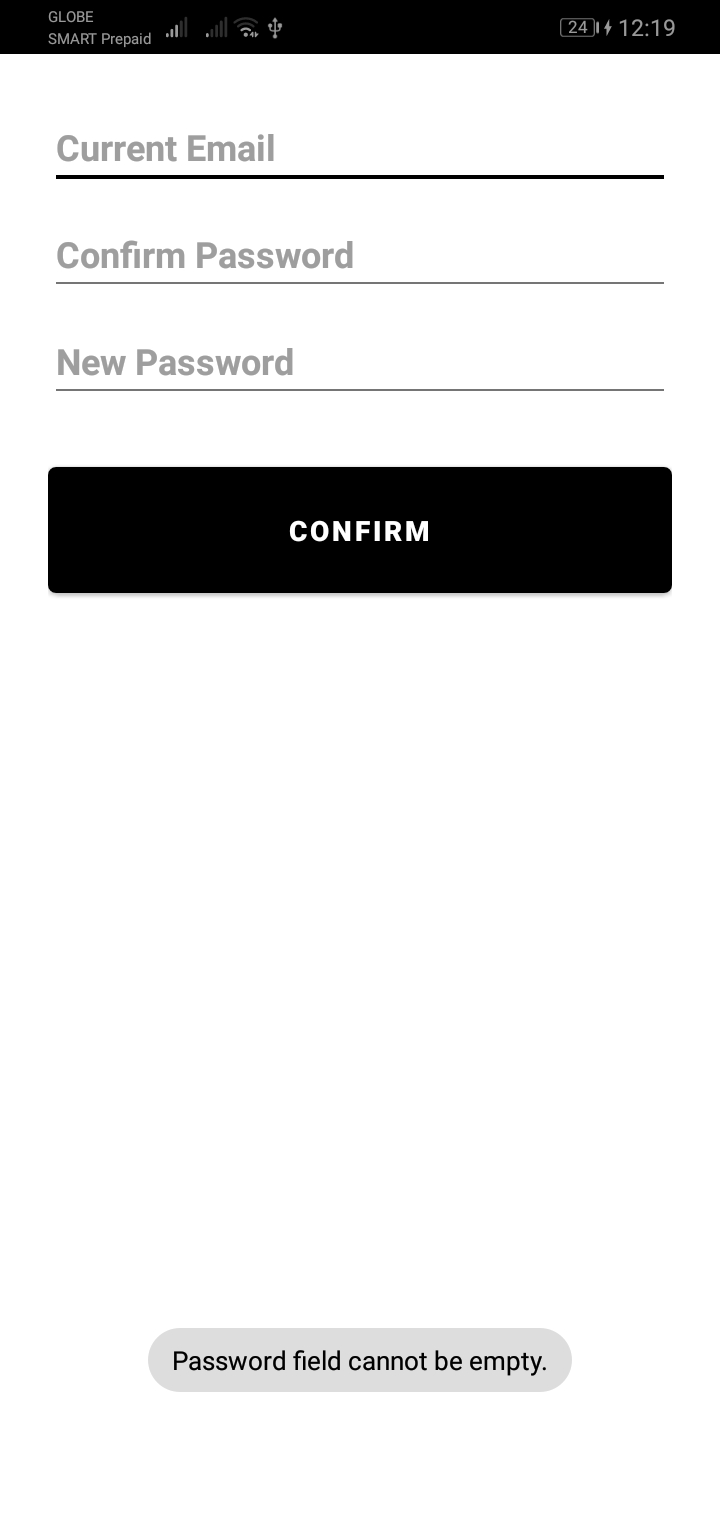 GLOBE
SMART Prepaid
24
12:19
Current Email
Confirm Password
New Password
CONFIRM
Password field cannot be empty.